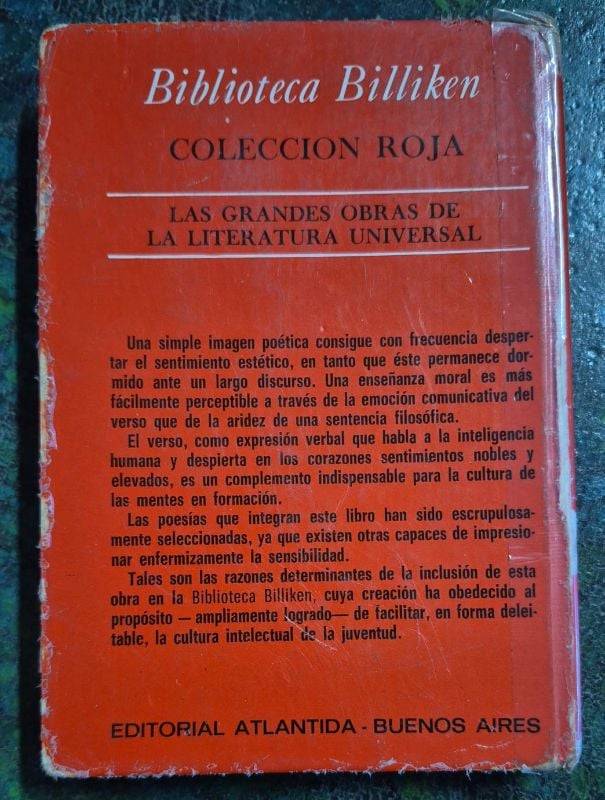 Biblioteca Billiken
COLECCION ROJA
LAS GRANDES OBRAS DE
LA LITERATURA UNIVERSAL
Una simple imagen poética consigue con frecuencia desper-
tar el sentimiento estético, en tanto que éste permanece dor-
mido ante un largo discurso. Una enseñanza moral es más
fácilmente perceptible a través de la emoción comunicativa del
verso que de la aridez de una sentencia filosófica.
El verso, como expresión verbal que habla a la inteligencia
humana y despierta en los corazones sentimientos nobles y
elevados, es un complemento indispensable para la cultura de
las mentes en formación.
Las poesías que integran este libro han sido escrupulosa-
mente seleccionadas, ya que existen otras capaces de impresio-
nar enfermizamente la sensibilidad.
Tales son las razones determinantes de la inclusión de esta
obra en la Biblioteca Billiken, cuya creación ha obedecido al
propósito —ampliamente logrado— de facilitar, en forma delei-
table, la cultura intelectual de la juventud.
EDITORIAL ATLANTIDA - BUENOS AIRES